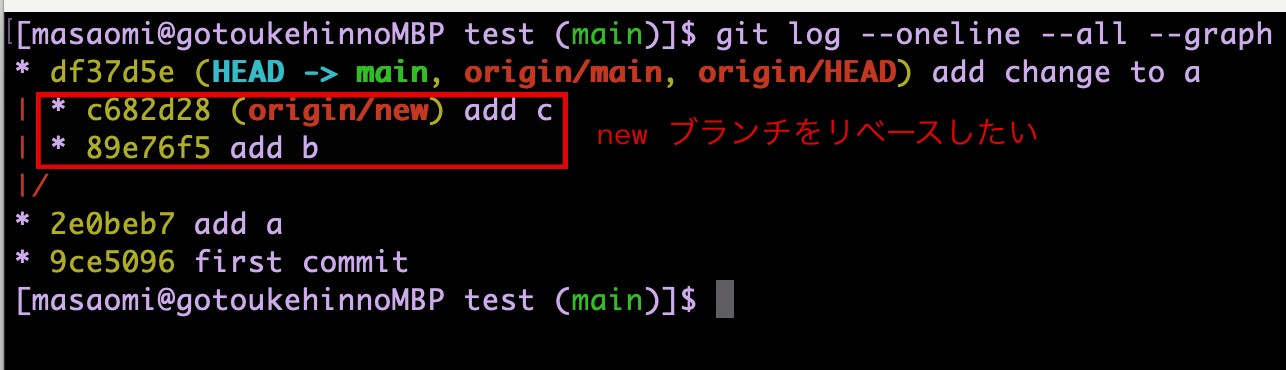 [masaomi@gotoukehinnoMBP test (main)]$ git log --oneline --all --graph
* df37d5e (HEAD -> main, origin/main, origin/HEAD) add change to a
| * c682d28 (origin/new) add c
| * 89e76f5 add b
new ブランチをリベースしたい
|/
* 2e0beb7 add a
* 9ce5096 first commit
[masaomi@gotoukehinnoMBP test (main)]$